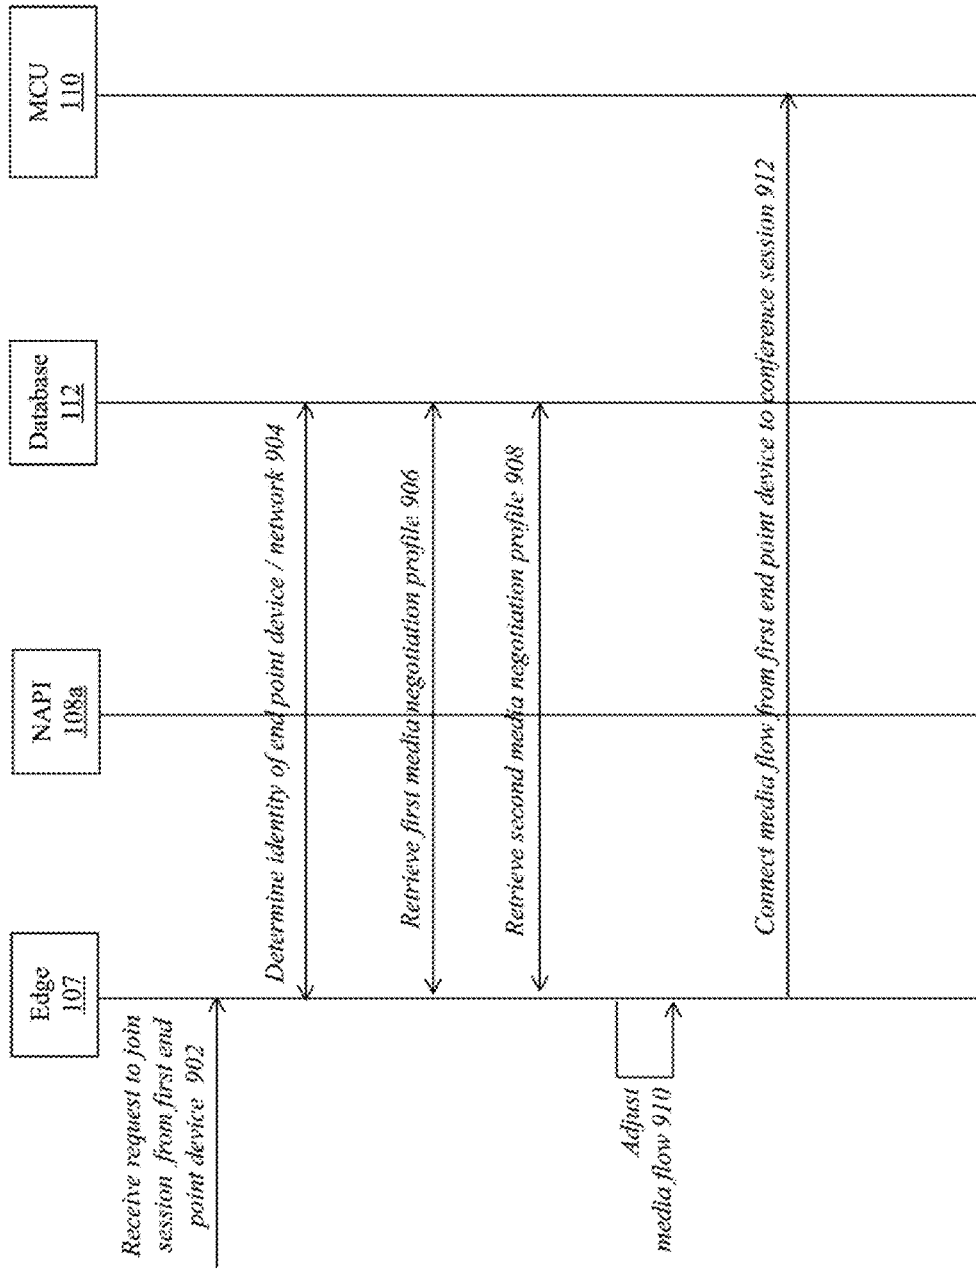 Edge
107
NAPI
108a
Database
112
MCU
110
Receive request to join
session from first end
point device 902
Determine identity of end point device / network 904
Retrieve first media negotiation profile 906
Retrieve second media negotiation profile 908
Adjust
media flow 910
Connect media flow from first end point device to conference session 912